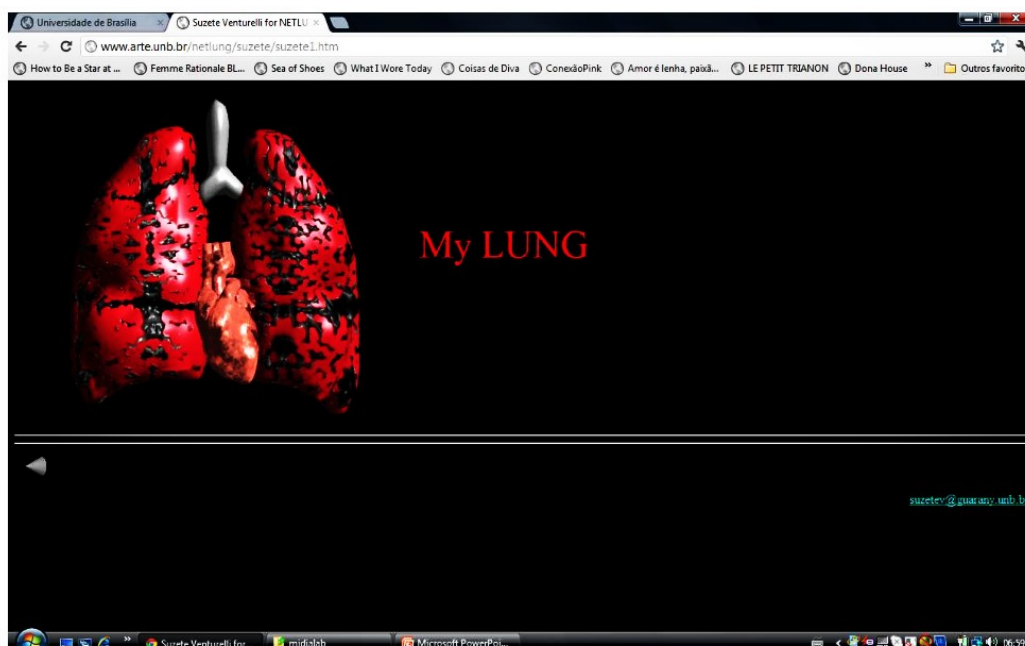 Universidade de Brasília
Suzete Venturelli for NETLU
www.arte.unb.br/netlung/suzete/suzete1.htm
How to Be a Star at ... Femme Rationale BL... Sea of Shoes What I Wore Today Coisas de Diva ConexãoPink Amor é lenha, paixã... LE PETIT TRIANON Dona House » Outros favorito
My LUNG
suzetev@guarany.unb.b
» Suzete Venturelli for ... midialab Microsoft PowerPoi... 06:59